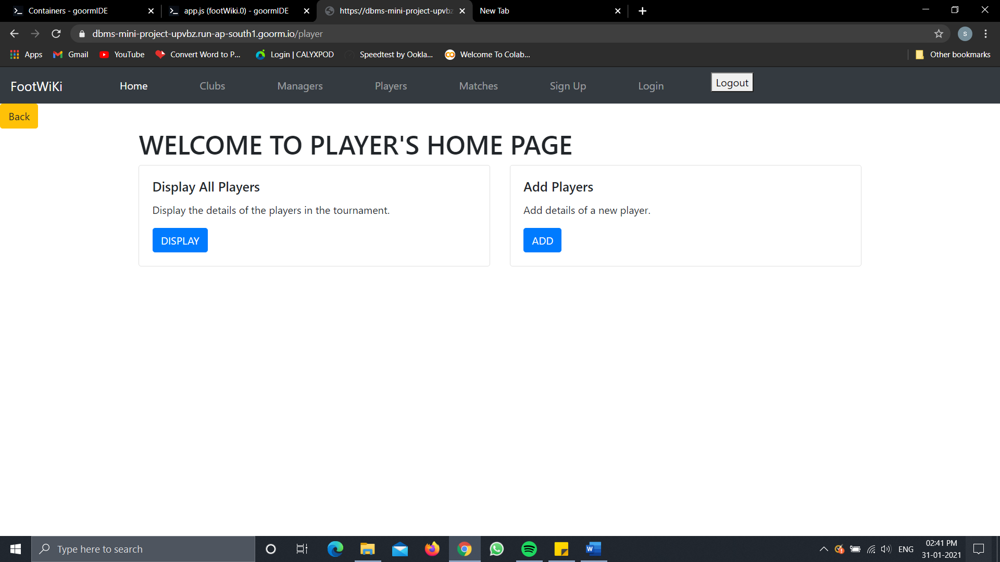 Containers - goormIDE
app.js (footWiki.0) - goormIDE
https://dbms-mini-project-upvbz
New Tab
dbms-mini-project-upvbz.run-ap-south1.goorm.io/player
s
Apps
Gmail
YouTube
Convert Word to P...
Login | CALYXPOD
Speedtest by Ookla...
Welcome To Colab...
Other bookmarks
FootWiKi
Home
Clubs
Managers
Players
Matches
Sign Up
Login
Logout
Back
WELCOME TO PLAYER'S HOME PAGE
Display All Players
Display the details of the players in the tournament.
DISPLAY
Add Players
Add details of a new player.
ADD
Type here to search
ENG
02:41 PM
31-01-2021